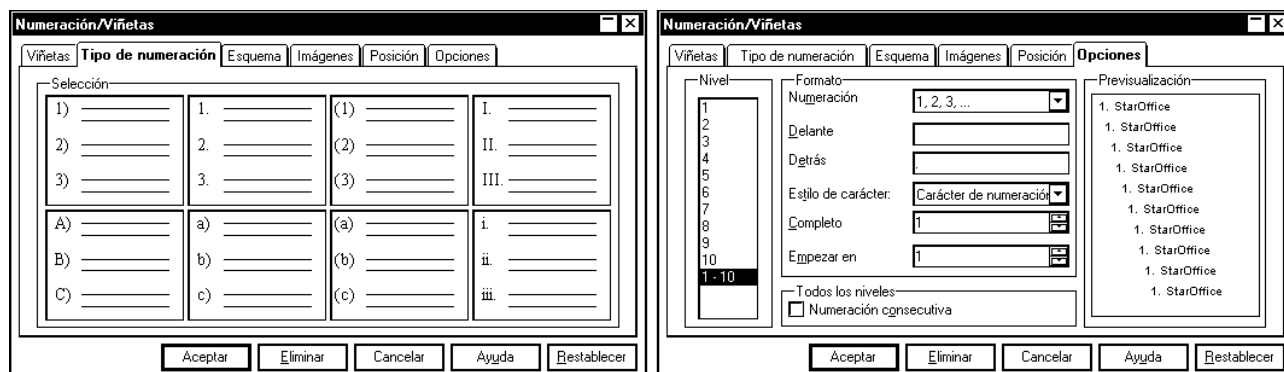 Numeración/Viñetas
Viñetas Tipo de numeración Esquema Imágenes Posición Opciones
Selección
1) 1. (1) I.
2) 2. (2) II.
3) 3. (3) III.
A) a) (a) i.
B) b) (b) ii.
C) c) (c) iii.
Aceptar Eliminar Cancelar Ayuda Restablecer
Numeración/Viñetas
Viñetas Tipo de numeración Esquema Imágenes Posición Opciones
Nivel
1
2
3
4
5
6
7
8
9
10
1 - 10
Formato
Numeración 1, 2, 3, ...
Delante
Detrás .
Estilo de carácter: Carácter de numeración
Completo 1
Empezar en 1
Todos los niveles
Numeración consecutiva
Previsualización
1. StarOffice
1. StarOffice
1. StarOffice
1. StarOffice
1. StarOffice
1. StarOffice
1. StarOffice
1. StarOffice
1. StarOffice
1. StarOffice
Aceptar Eliminar Cancelar Ayuda Restablecer